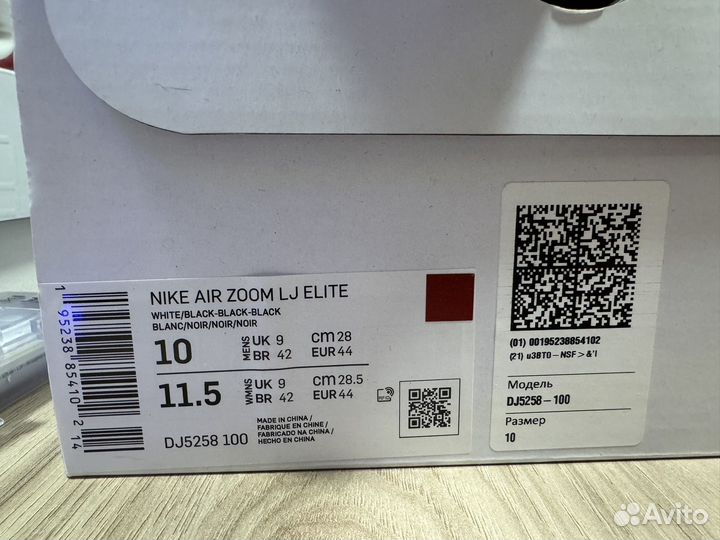 NIKE AIR ZOOM LJ ELITE
WHITE/BLACK-BLACK-BLACK
BLANC/NOIR/NOIR/NOIR
10 MENS UK 9 CM 28
BR 42 EUR 44
11.5 WMNS UK 9 CM 28.5
BR 42 EUR 44
DJ5258 100
MADE IN CHINA /
FABRIQUE EN CHINE /
FABRICADO NA CHINA /
HECHO EN CHINA
1 95238 85410 2 14
(01) 00195238854102
(21) u3BT0-NSF>&'I
Модель
DJ5258-100
Размер
10
Avito